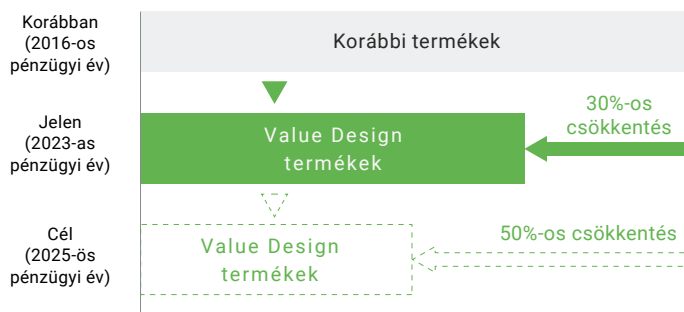 Korábban
(2016-os
pénzügyi év)
Korábbi termékek
Jelen
(2023-as
pénzügyi év)
Value Design
termékek
30%-os
csökkentés
Cél
(2025-ös
pénzügyi év)
Value Design
termékek
50%-os csökkentés